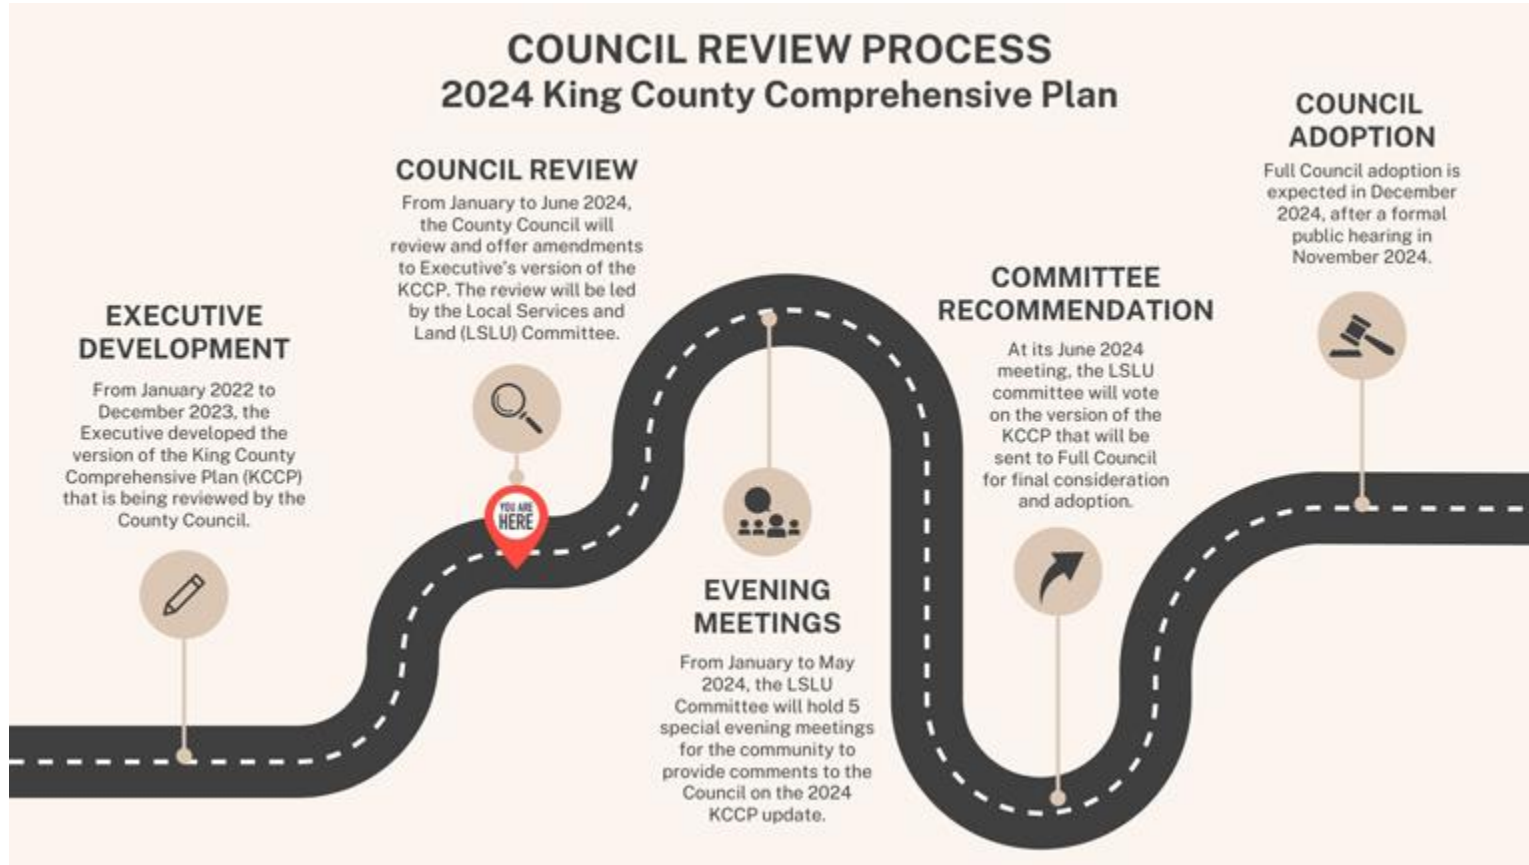 COUNCIL REVIEW PROCESS
2024 King County Comprehensive Plan
EXECUTIVE
DEVELOPMENT
From January 2022 to
December 2023, the
Executive developed the
version of the King County
Comprehensive Plan (KCCP)
that is being reviewed by the
County Council.
COUNCIL REVIEW
From January to June 2024,
the County Council will
review and offer amendments
to Executive's version of the
KCCP. The review will be led
by the Local Services and
Land (LSLU) Committee.
YOU ARE
HERE
EVENING
MEETINGS
From January to May
2024, the LSLU
Committee will hold 5
special evening meetings
for the community to
provide comments to the
Council on the 2024
KCCP update.
COMMITTEE
RECOMMENDATION
At its June 2024
meeting, the LSLU
committee will vote
on the version of the
KCCP that will be
sent to Full Council
for final consideration
and adoption.
COUNCIL
ADOPTION
Full Council adoption is
expected in December
2024, after a formal
public hearing in
November 2024.